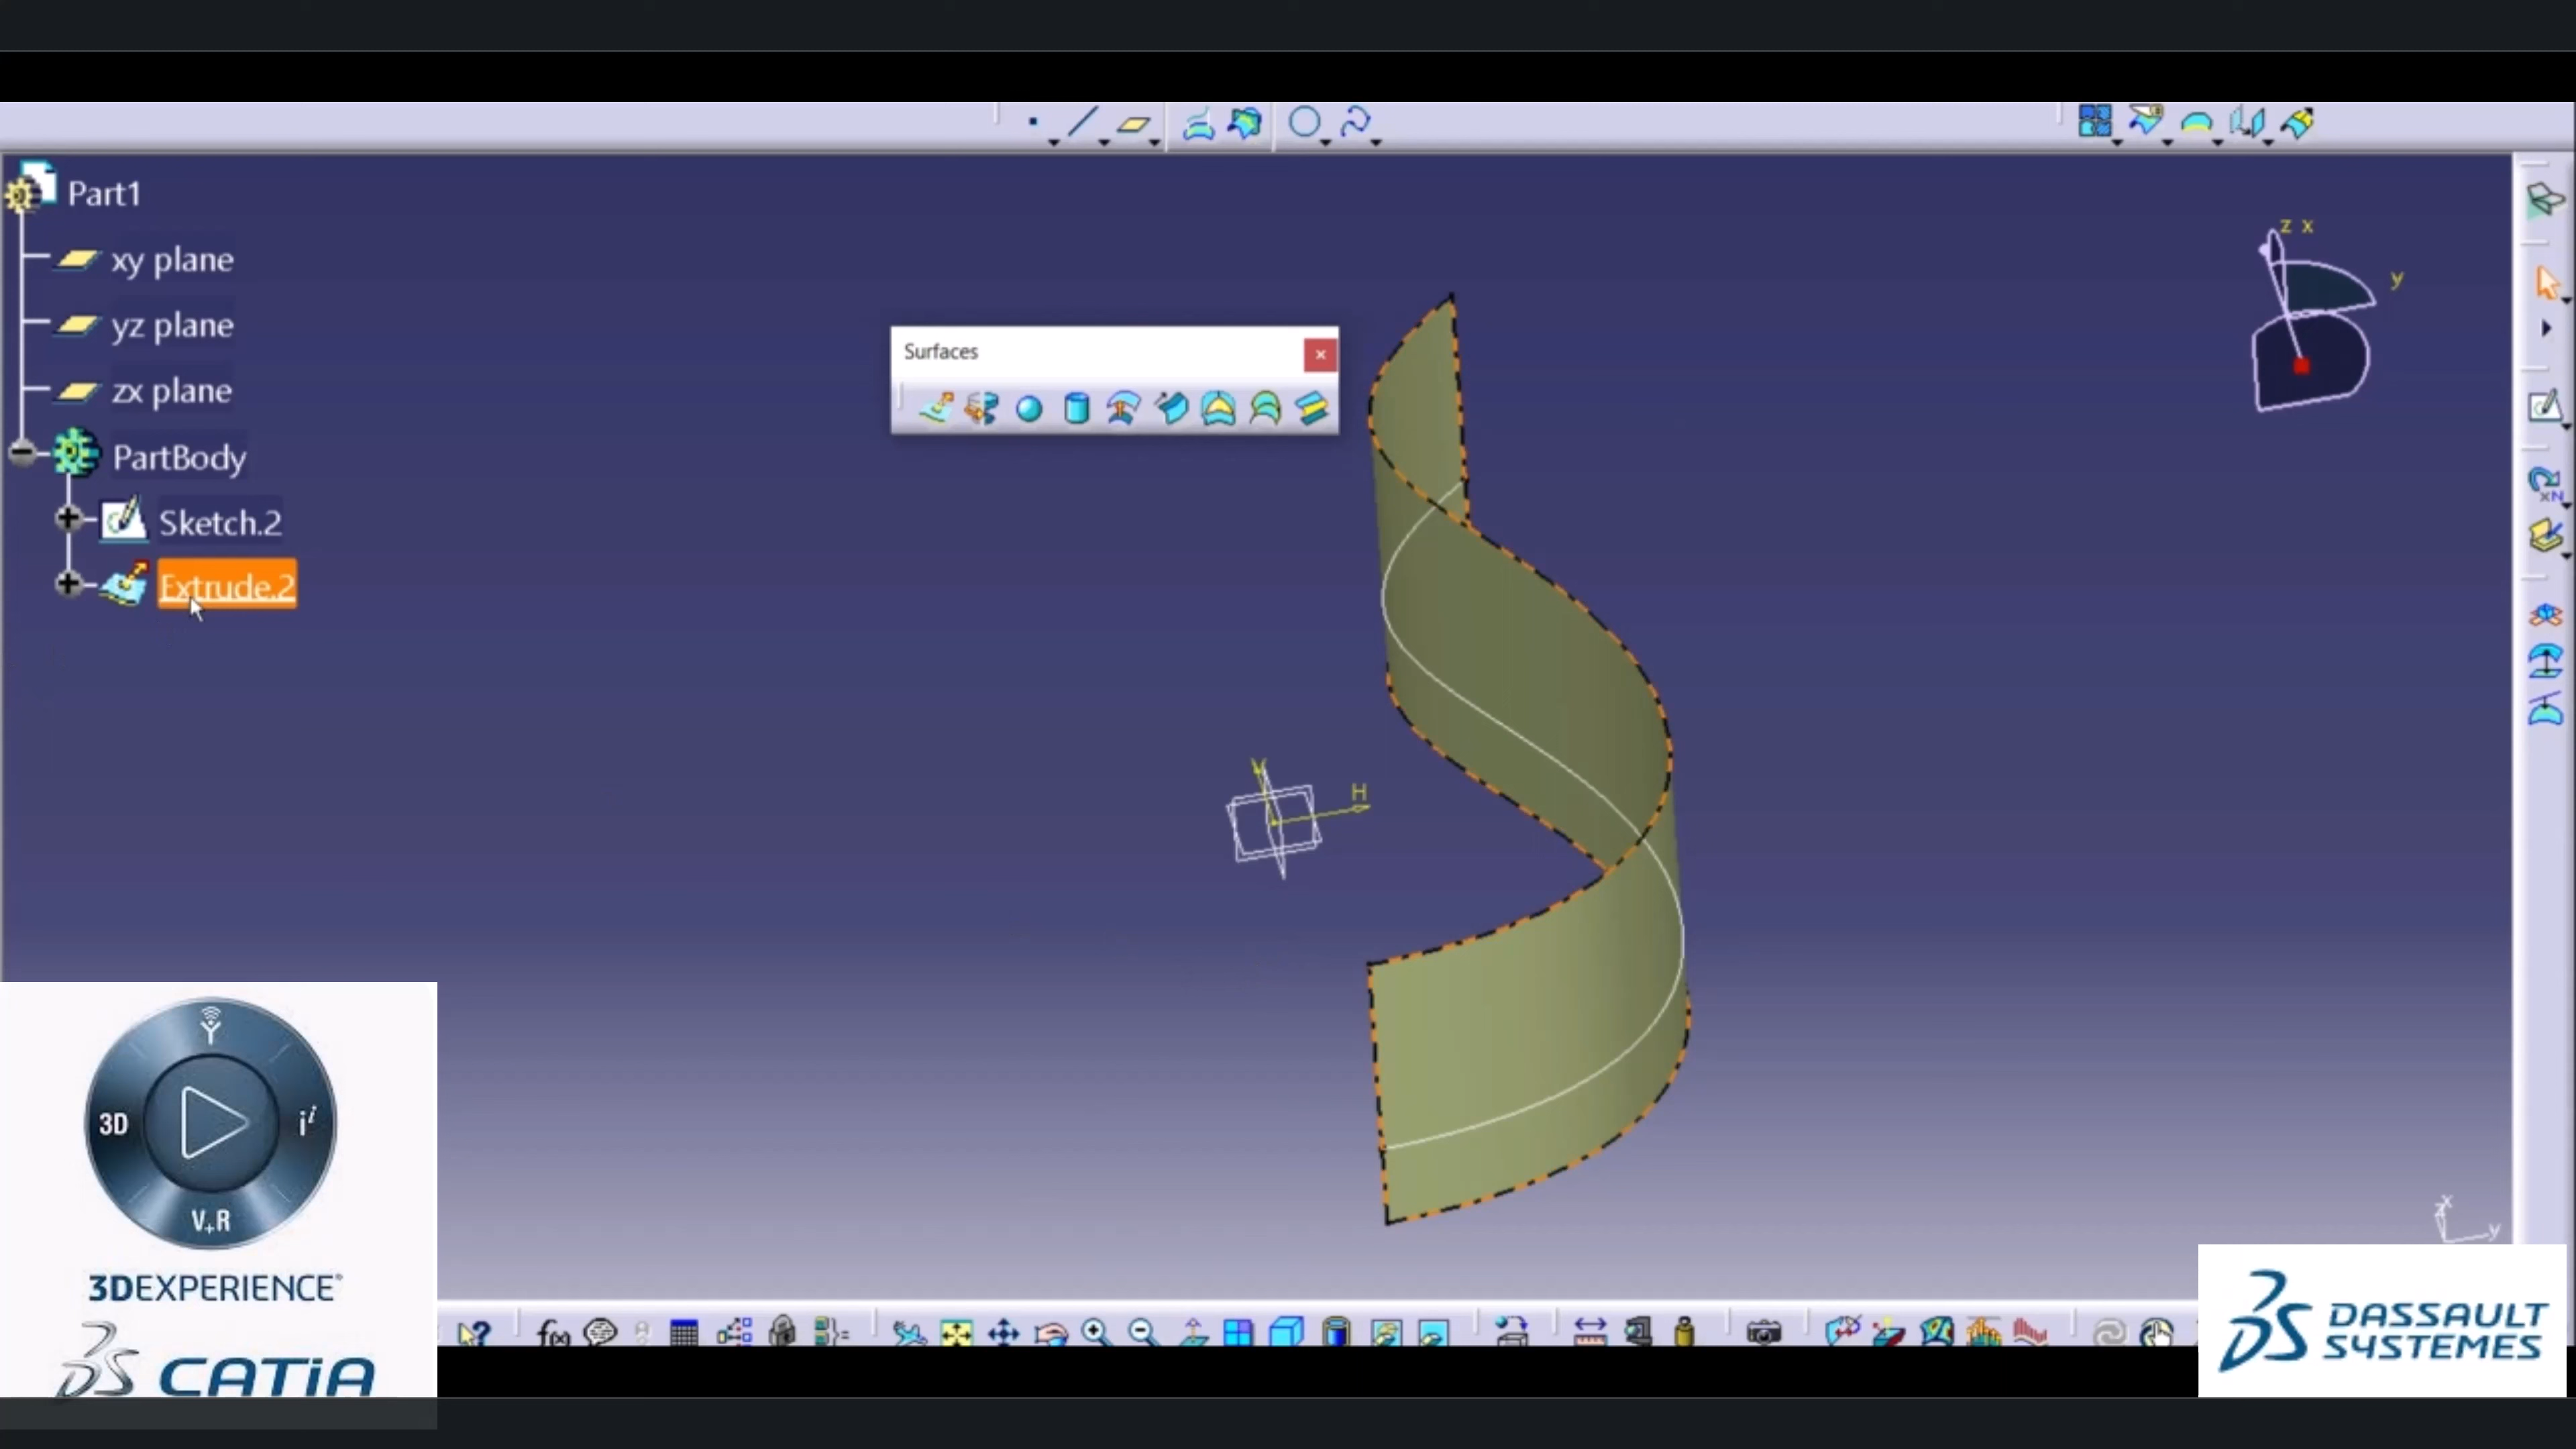 Part1
z x
xy plane
y
yz plane
Surfaces
zx plane
PartBody
Sketch.2
Extrude.2
V
H
3D
V+R
3DEXPERIENCE®
CATIA
f(x)
x
y
DASSAULT
SYSTEMES